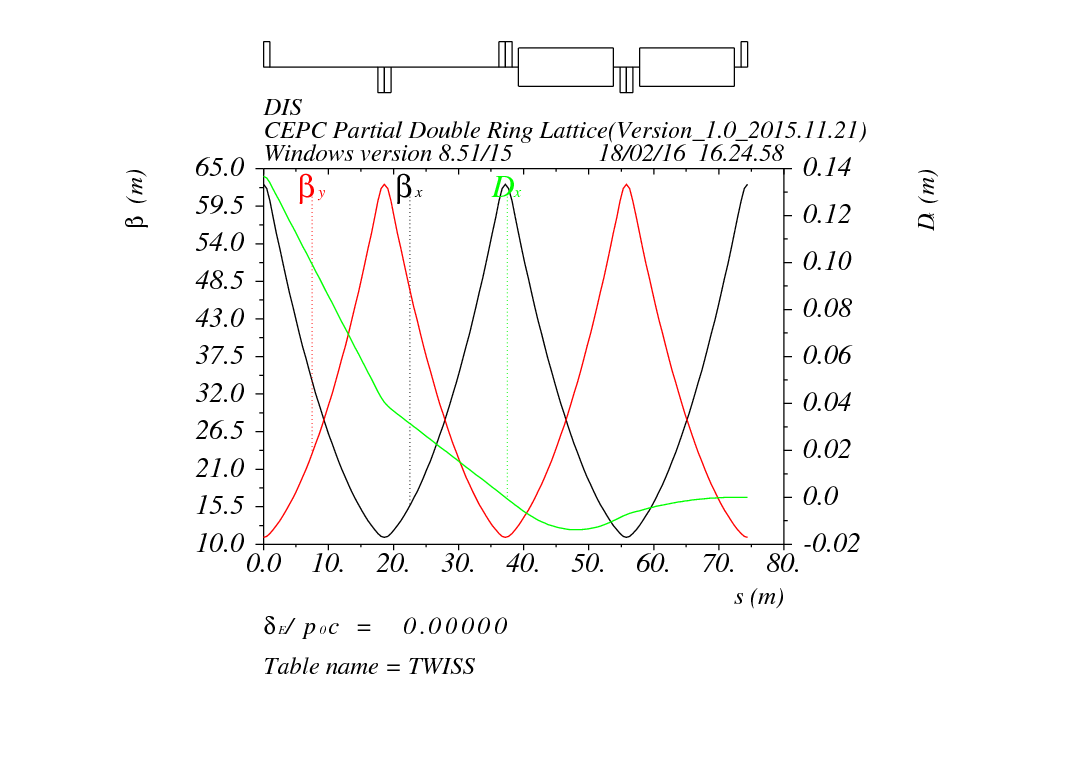 DIS
CEPC Partial Double Ring Lattice(Version_1.0_2015.11.21)
Windows version 8.51/15 18/02/16 16.24.58
β (m)
65.0
59.5
54.0
48.5
43.0
37.5
32.0
26.5
21.0
15.5
10.0
βy βx Dx
0.14
0.12
0.10
0.08
0.06
0.04
0.02
0.0
-0.02
Dx (m)
0.0 10. 20. 30. 40. 50. 60. 70. 80.
s (m)
δE/ p0c = 0.00000
Table name = TWISS